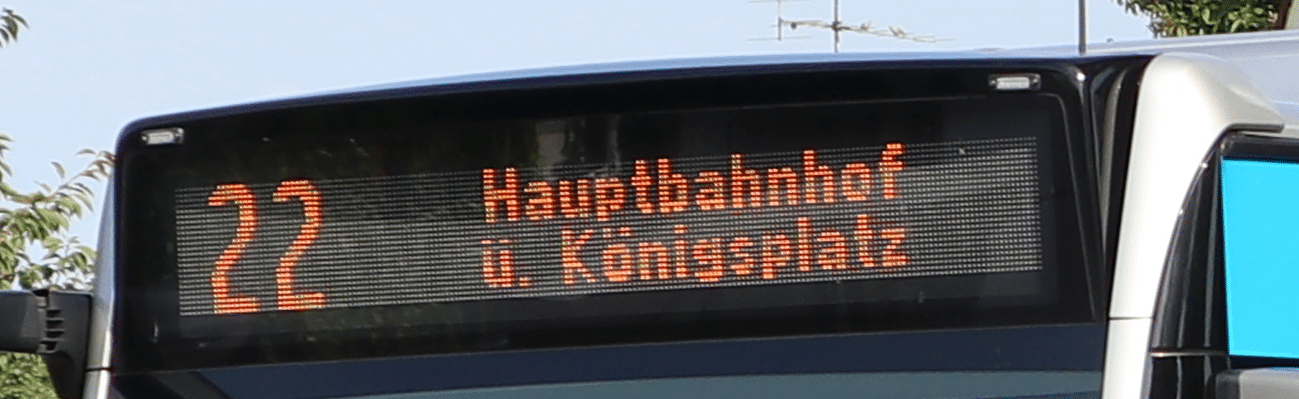 22
Hauptbahnhof
ü. Königsplatz